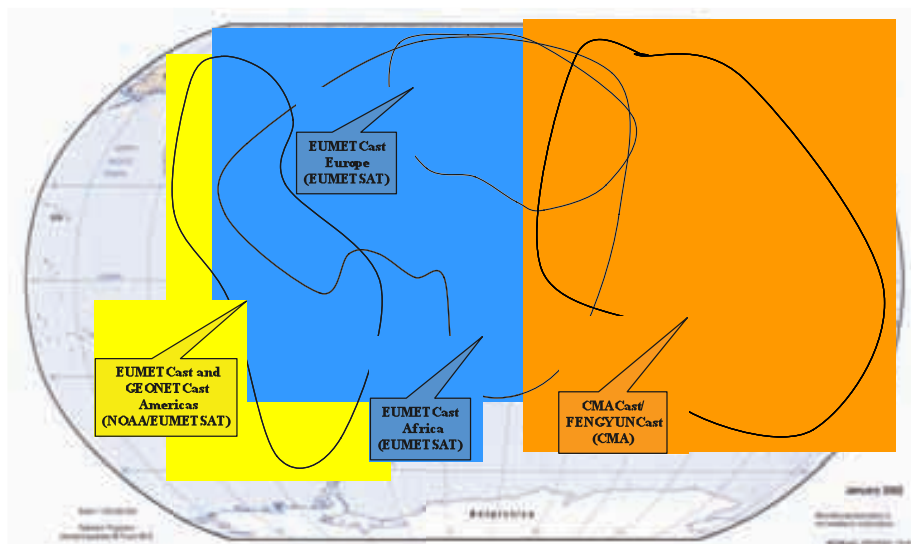 EUMETCast
Europe
(EUMETSAT)
EUMETCast and
GEONETCast
Americas
(NOAA/EUMETSAT)
EUMETCast
Africa
(EUMETSAT)
CMACast/
FENGYUNCast
(CMA)
Antarctica
January 2002